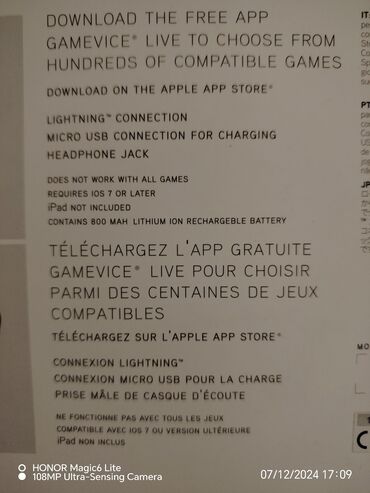 DOWNLOAD THE FREE APP
GAMEVICE® LIVE TO CHOOSE FROM
HUNDREDS OF COMPATIBLE GAMES
DOWNLOAD ON THE APPLE APP STORE®
LIGHTNING™ CONNECTION
MICRO USB CONNECTION FOR CHARGING
HEADPHONE JACK
DOES NOT WORK WITH ALL GAMES
REQUIRES IOS 7 OR LATER
iPad NOT INCLUDED
CONTAINS 800 MAH LITHIUM ION RECHARGEBLE BATTERY
TÉLÉCHARGEZ L'APP GRATUITE
GAMEVICE® LIVE POUR CHOISIR
PARMI DES CENTAINES DE JEUX
COMPATIBLES
TÉLÉCHARGEZ SUR L'APPLE APP STORE®
CONNEXION LIGHTNING™
CONNEXION MICRO USB POUR LA CHARGE
PRISE MÂLE DE CASQUE D'ÉCOUTE
NE FONCTIONNE PAS AVEC TOUS LES JEUX
COMPATIBLE AVEC IOS 7 OU VERSION ULTÉRIEURE
iPad NON INCLUS
HONOR Magic6 Lite
108MP Ultra-Sensing Camera
07/12/2024 17:09